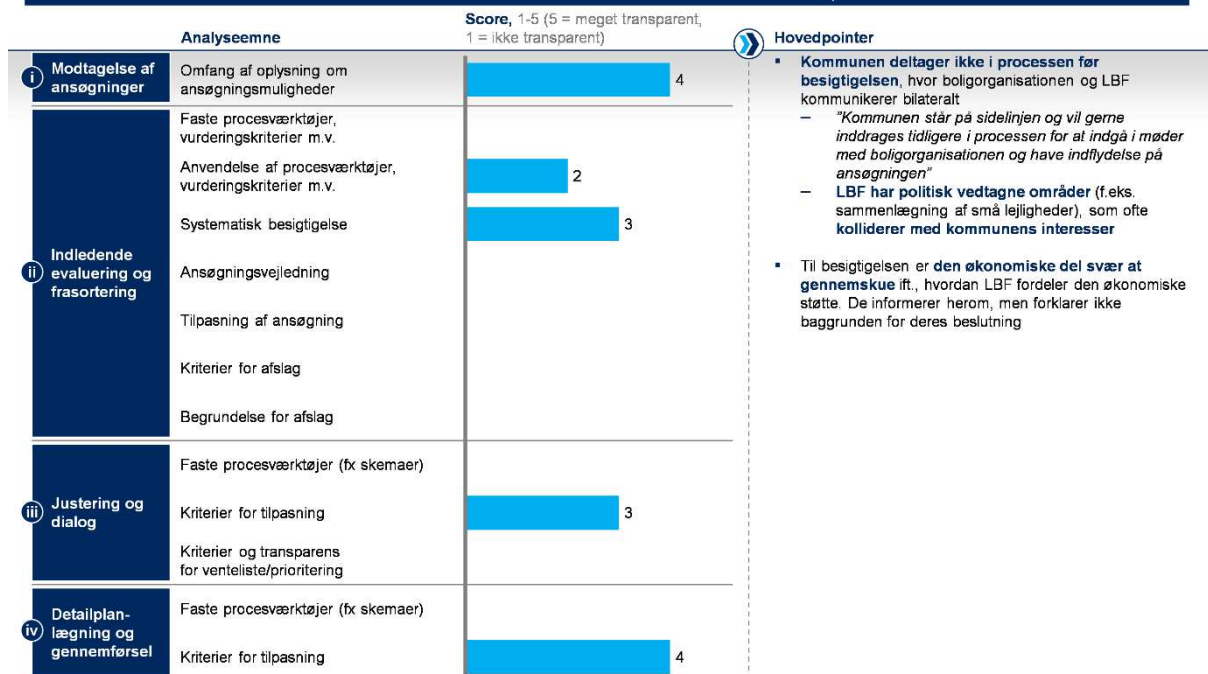 Analyseemne
Score, 1-5 (5 = meget transparent,
1 = ikke transparent)
Hovedpointer
i
Modtagelse af
ansøgninger
Omfang af oplysning om
ansøgningsmuligheder
4
ii
Indledende
evaluering og
frasortering
Faste procesværktøjer,
vurderingskriterier m.v.
Anvendelse af procesværktøjer,
vurderingskriterier m.v.
2
Systematisk besigtigelse
3
Ansøgningsvejledning
Tilpasning af ansøgning
Kriterier for afslag
Begrundelse for afslag
iii
Justering og
dialog
Faste procesværktøjer (fx skemaer)
Kriterier for tilpasning
3
Kriterier og transparens
for venteliste/prioritering
iv
Detailplan-
lægning og
gennemførsel
Faste procesværktøjer (fx skemaer)
Kriterier for tilpasning
4
▪ Kommunen deltager ikke i processen før
besigtigelsen, hvor boligorganisationen og LBF
kommunikerer bilateralt
– "Kommunen står på sidelinjen og vil gerne
inddrages tidligere i processen for at indgå i møder
med boligorganisationen og have indflydelse på
ansøgningen"
– LBF har politisk vedtagne områder (f.eks.
sammenlægning af små lejligheder), som ofte
kolliderer med kommunens interesser
▪ Til besigtigelsen er den økonomiske del svær at
gennemskue ift., hvordan LBF fordeler den økonomiske
støtte. De informerer herom, men forklarer ikke
baggrunden for deres beslutning